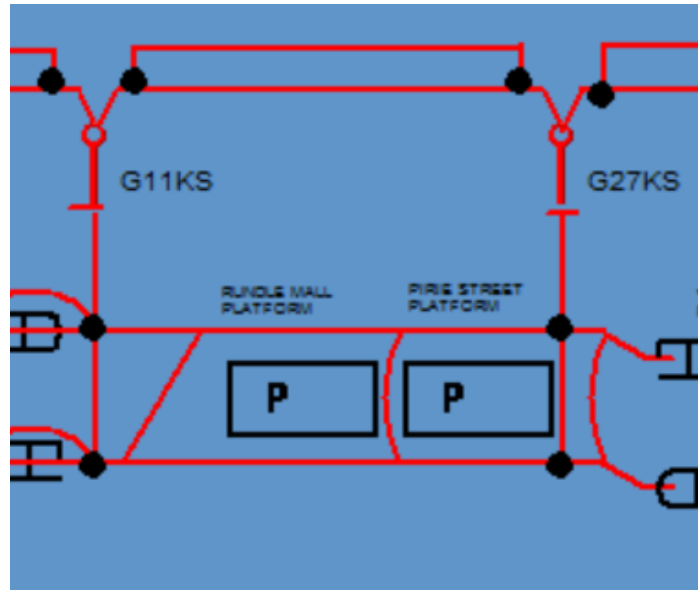 G11KS
G27KS
RUNDLE MALL
PLATFORM
PIRIE STREET
PLATFORM
P
P